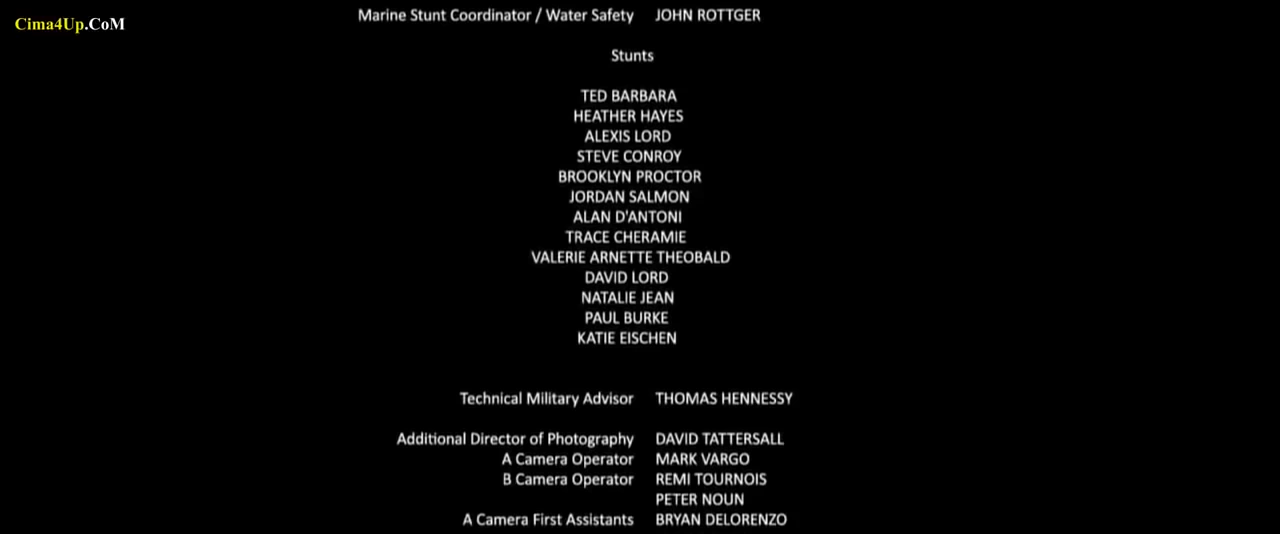 Cima4Up.CoM
Marine Stunt Coordinator / Water Safety JOHN ROTTGER
Stunts
TED BARBARA
HEATHER HAYES
ALEXIS LORD
STEVE CONROY
BROOKLYN PROCTOR
JORDAN SALMON
ALAN D'ANTONI
TRACE CHERAMIE
VALERIE ARNETTE THEOBALD
DAVID LORD
NATALIE JEAN
PAUL BURKE
KATIE EISCHEN
Technical Military Advisor THOMAS HENNESSY
Additional Director of Photography DAVID TATTERSALL
A Camera Operator MARK VARGO
B Camera Operator REMI TOURNOIS
PETER NOUN
A Camera First Assistants BRYAN DELORENZO